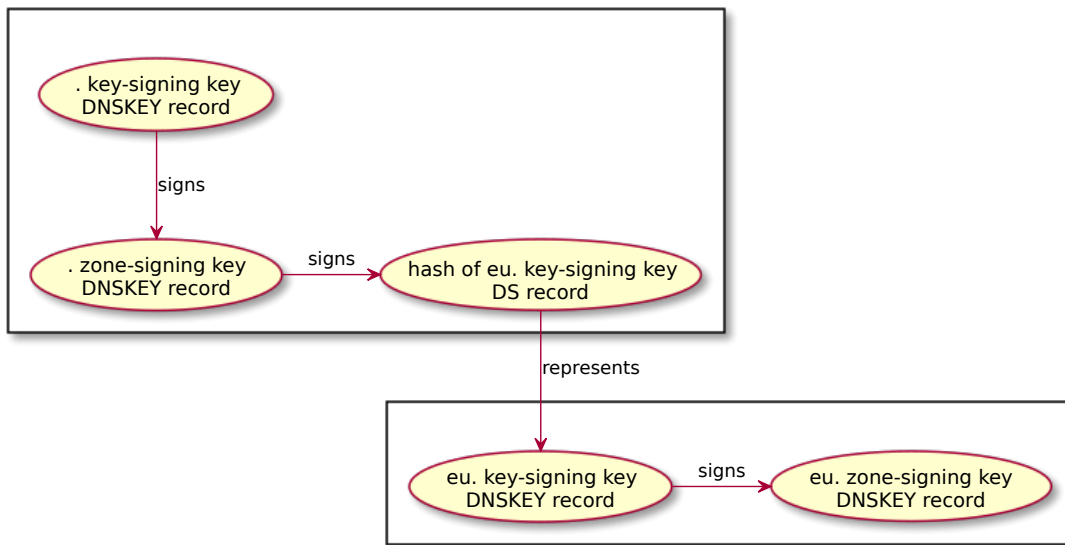 . key-signing key
DNSKEY record
signs
. zone-signing key
DNSKEY record
signs
hash of eu. key-signing key
DS record
represents
eu. key-signing key
DNSKEY record
signs
eu. zone-signing key
DNSKEY record